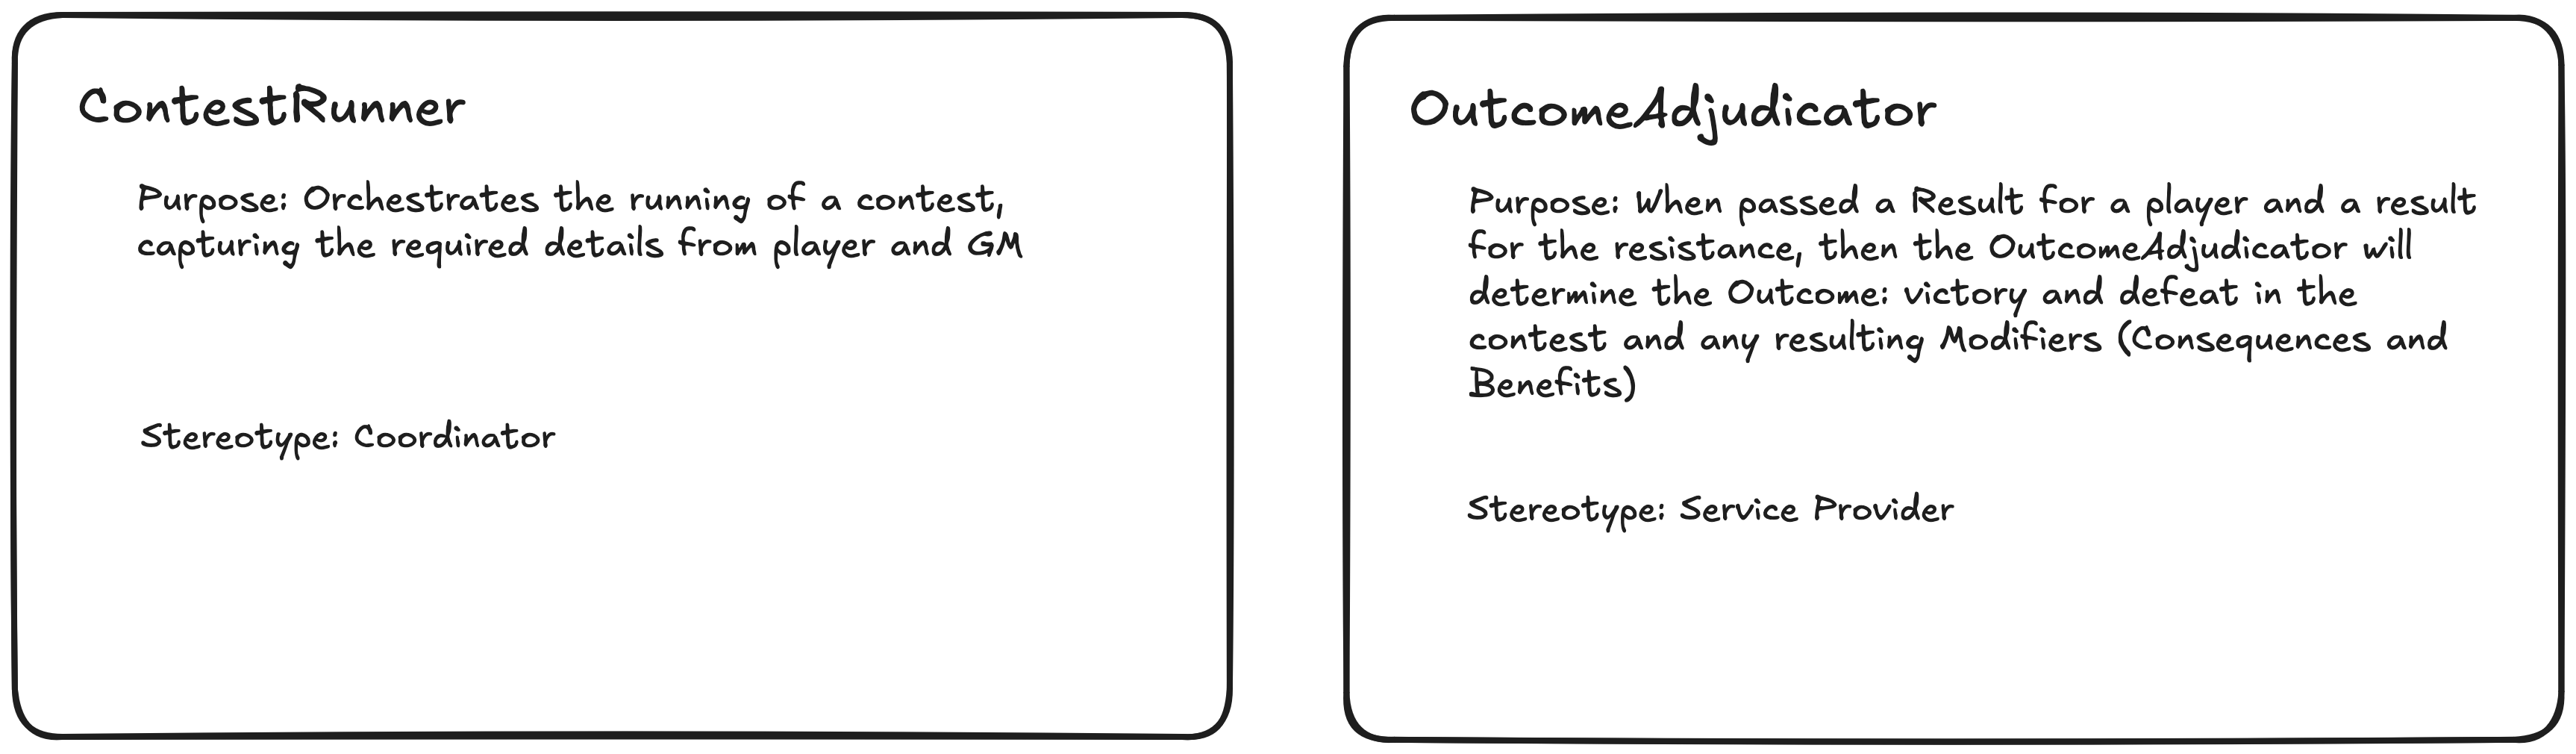 ContestRunner
Purpose: Orchestrates the running of a contest,
capturing the required details from player and GM
Stereotype: Coordinator
OutcomeAdjudicator
Purpose: When passed a Result for a player and a result
for the resistance, then the OutcomeAdjudicator will
determine the Outcome: victory and defeat in the
contest and any resulting Modifiers (Consequences and
Benefits)
Stereotype: Service Provider